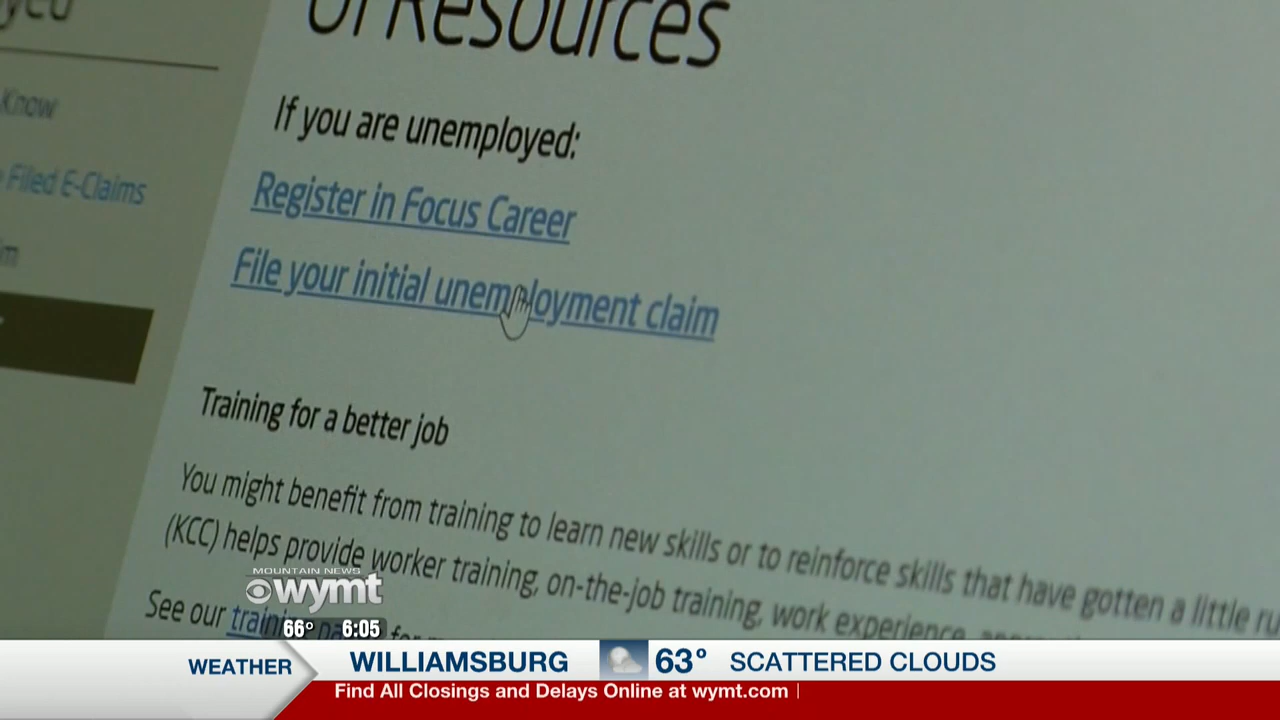 UI Resources
Know
Filed E-Claims
If you are unemployed:
Register in Focus Career
File your initial unemployment claim
Training for a better job
You might benefit from training to learn new skills or to reinforce skills that have gotten a little
(KCC) helps provide worker training, on-the-job training, work experience,
See our
MOUNTAIN NEWS
wymt
66° 6:05
WEATHER WILLIAMSBURG 63° SCATTERED CLOUDS
Find All Closings and Delays Online at wymt.com